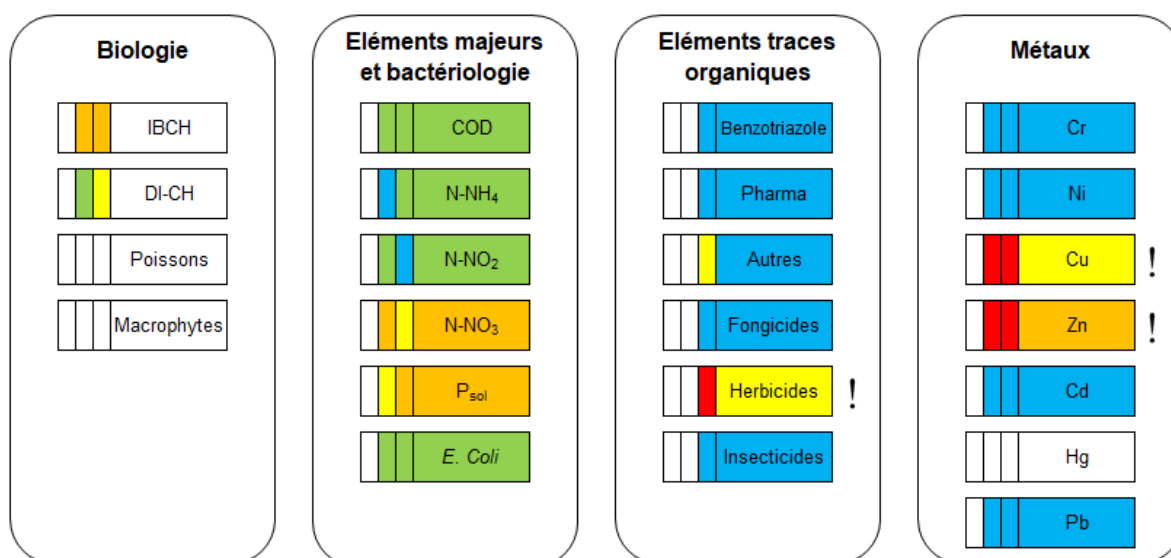 Biologie
IBCH
DI-CH
Poissons
Macrophytes
Eléments majeurs
et bactériologie
COD
N-NH₄
N-NO₂
N-NO₃
Psol
E. Coli
Eléments traces
organiques
Benzotriazole
Pharma
Autres
Fongicides
Herbicides !
Insecticides
Métaux
Cr
Ni
Cu !
Zn !
Cd
Hg
Pb